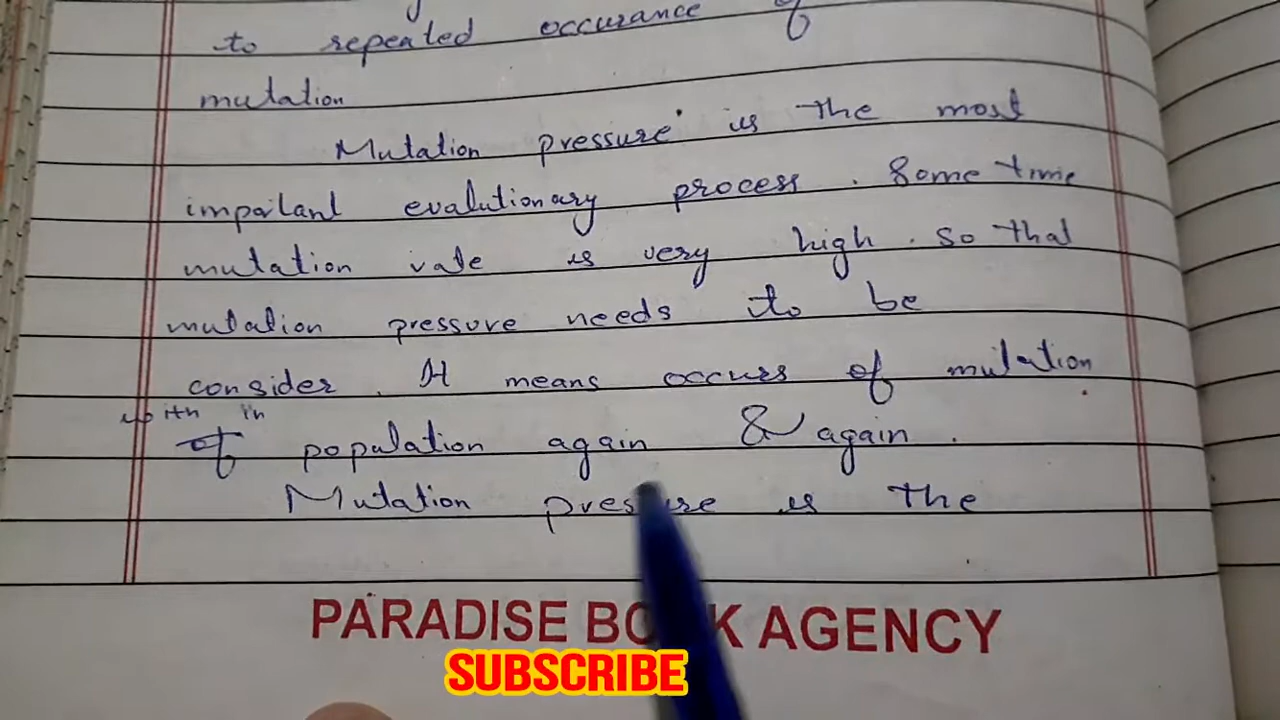 to repeated occurance of
mutation
Mutation pressure is the most
important evalutionary process. Some time
mutation rate is very high. so that
mutation pressure needs to be
consider. It means occurs of mutation
with in
of population again & again.
Mutation pressure is the
PARADISE BOOK AGENCY
SUBSCRIBE